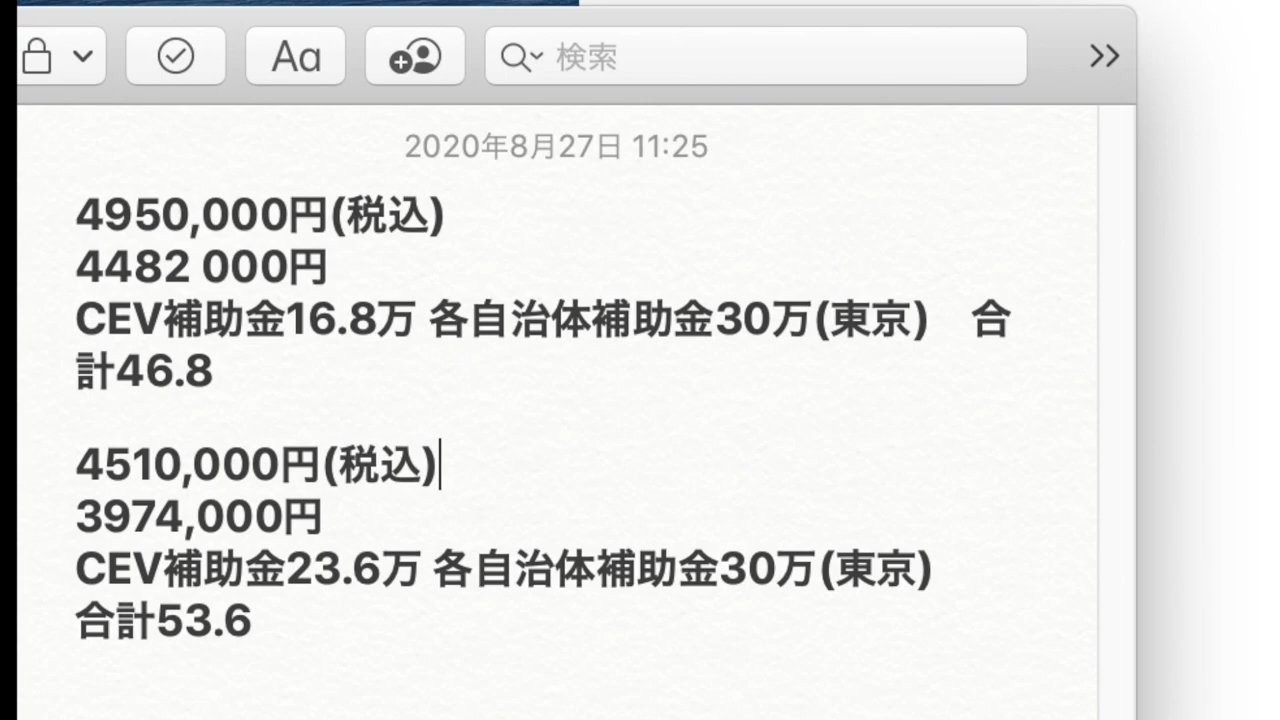 Aa
検索
2020年8月27日 11:25
4950,000円(税込)
4482 000円
CEV補助金16.8万 各自治体補助金30万(東京)　合
計46.8
4510,000円(税込)
3974,000円
CEV補助金23.6万 各自治体補助金30万(東京)
合計53.6